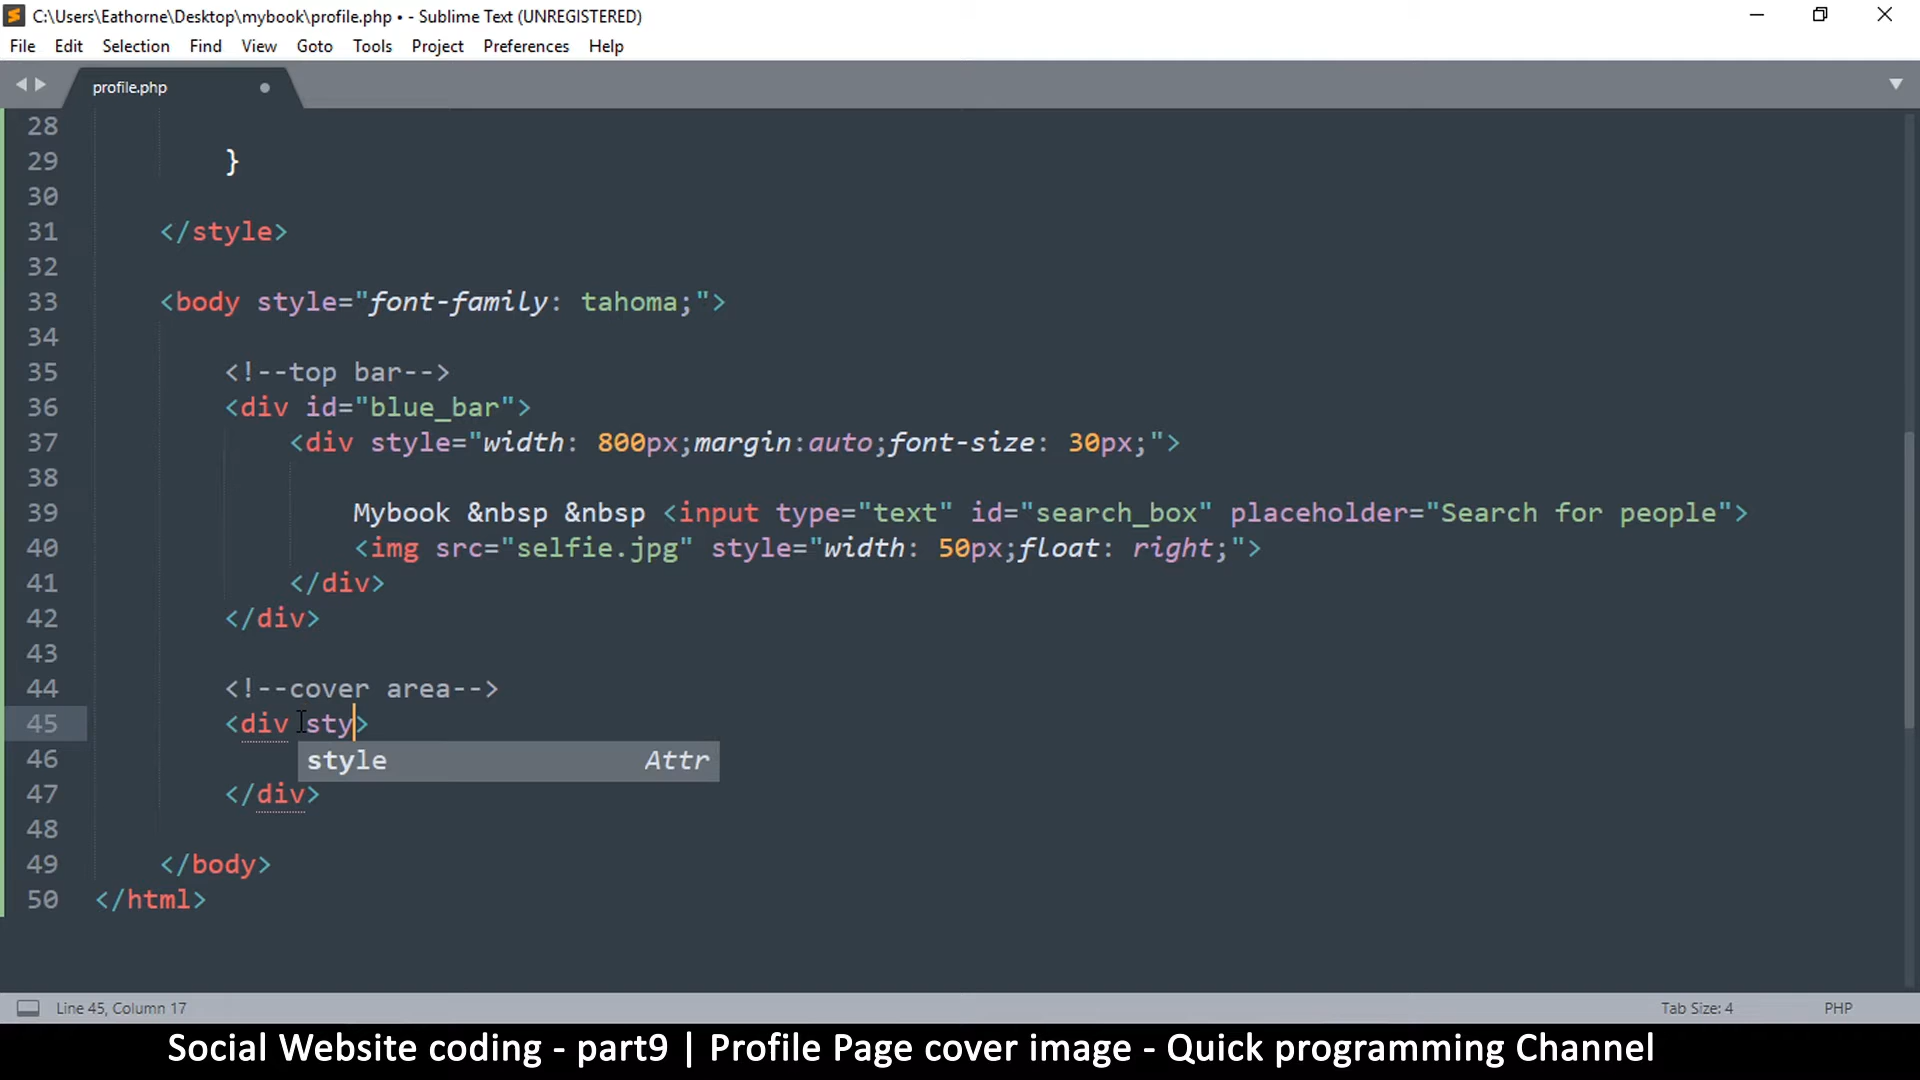 C:\Users\Eathorne\Desktop\mybook\profile.php • - Sublime Text (UNREGISTERED)
File Edit Selection Find View Goto Tools Project Preferences Help
profile.php
28
29 }
30
31 </style>
32
33 <body style="font-family: tahoma;">
34
35 <!--top bar-->
36 <div id="blue_bar">
37 <div style="width: 800px;margin:auto;font-size: 30px;">
38
39 Mybook &nbsp &nbsp <input type="text" id="search_box" placeholder="Search for people">
40 <img src="selfie.jpg" style="width: 50px;float: right;">
41 </div>
42 </div>
43
44 <!--cover area-->
45 <div sty>
46 style Attr
47 </div>
48
49 </body>
50 </html>
Line 45, Column 17 Tab Size: 4 PHP
Social Website coding - part9 | Profile Page cover image - Quick programming Channel